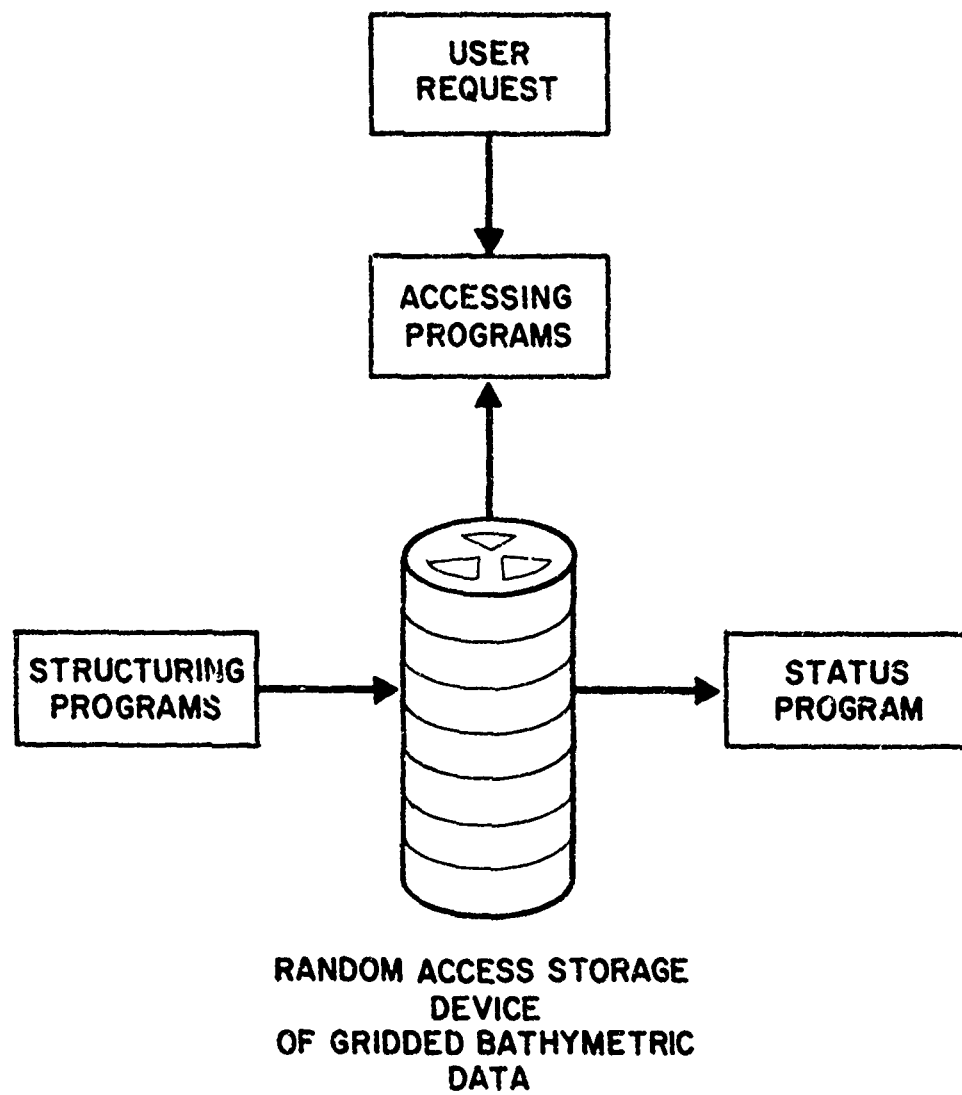 USER
REQUEST
ACCESSING
PROGRAMS
STRUCTURING
PROGRAMS
STATUS
PROGRAM
RANDOM ACCESS STORAGE
DEVICE
OF GRIDDED BATHYMETRIC
DATA